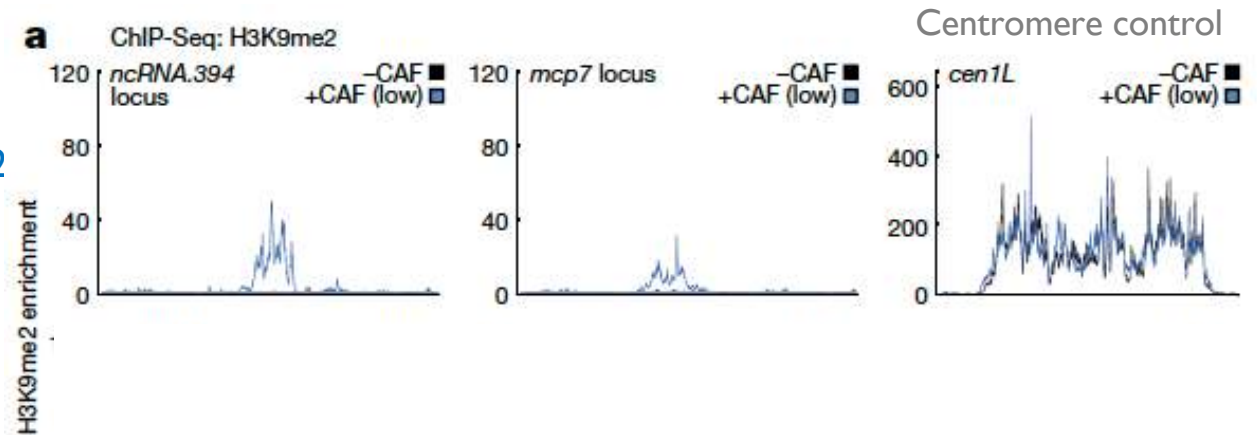 Centromere control
a ChIP-Seq: H3K9me2
120 ncRNA.394 locus
–CAF
+CAF (low)
80
40
0
120 mcp7 locus
–CAF
+CAF (low)
80
40
0
600 cen1L
–CAF
+CAF (low)
400
200
0
H3K9me2 enrichment